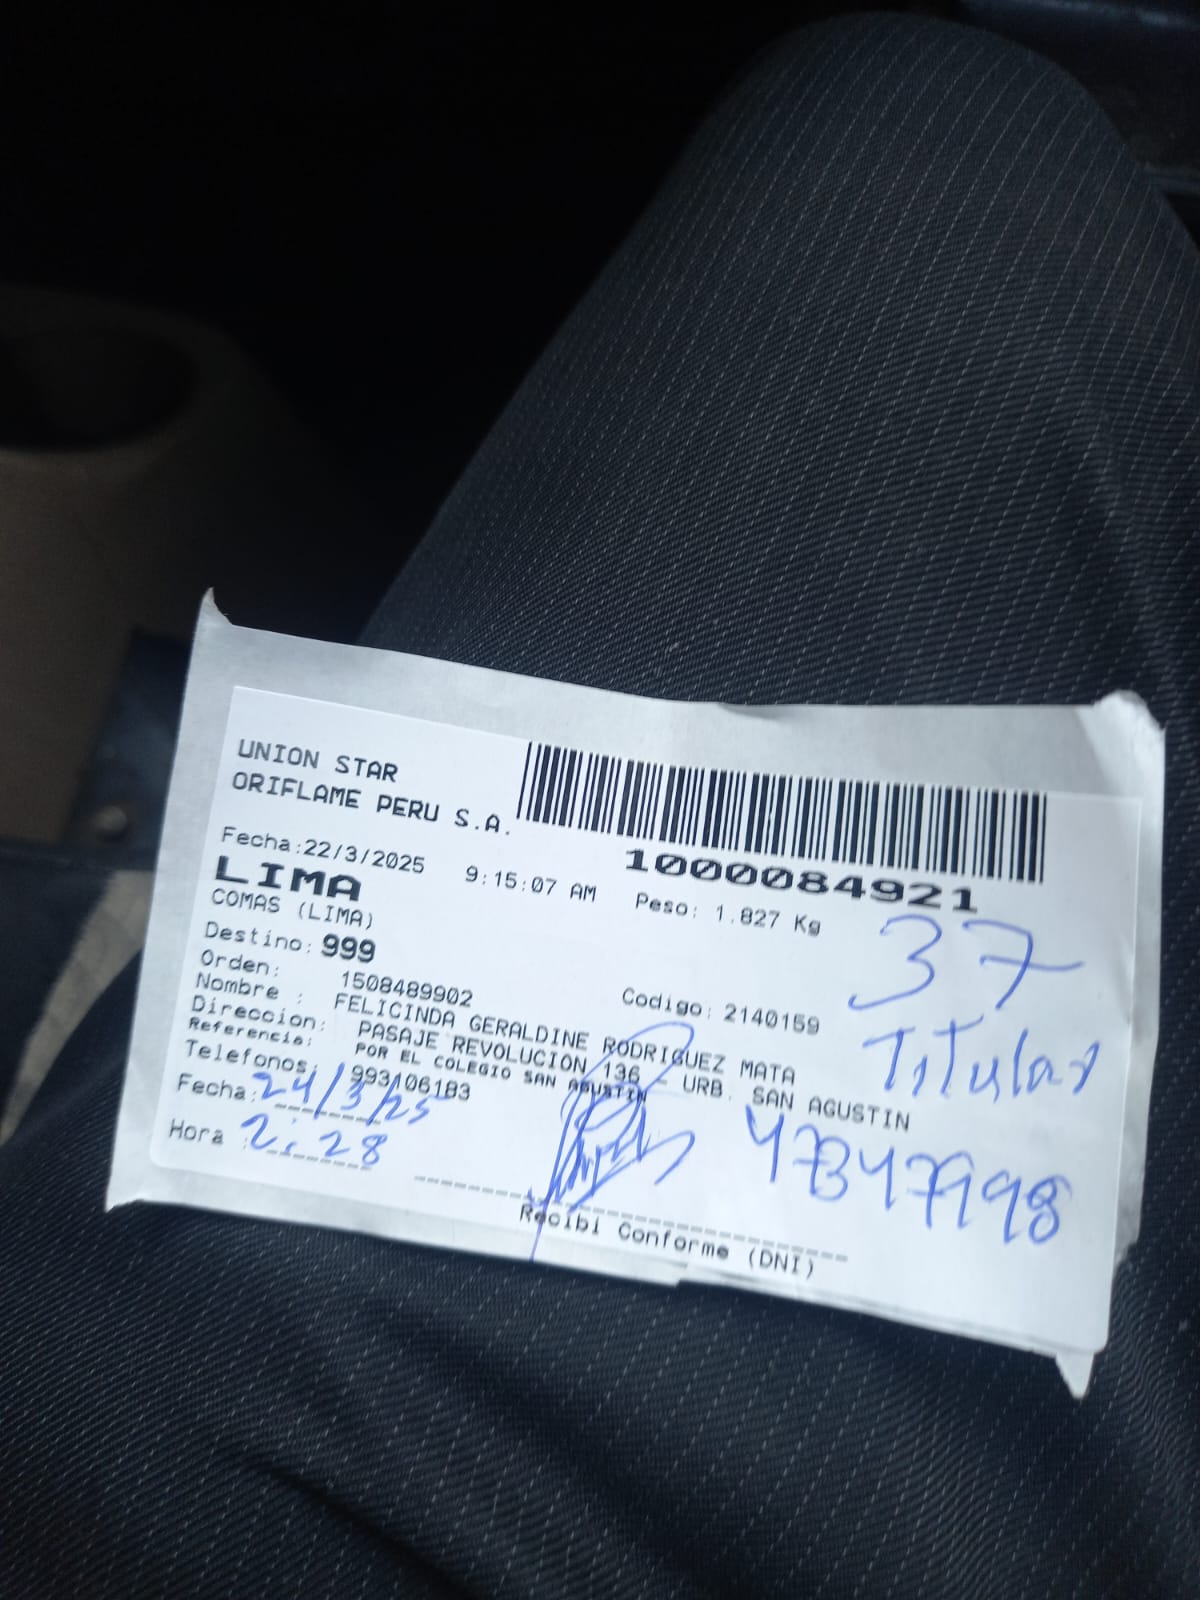 UNION STAR
ORIFLAME PERU S.A.
1000084921
Fecha:22/3/2025 9:15:07 AM Peso: 1.827 Kg
LIMA
COMAS (LIMA)
37
Destino: 999
Orden: 1508489902 Codigo: 2140159
Nombre : FELICINDA GERALDINE RODRIGUEZ MATA
Titular
Direccion: PASAJE REVOLUCION 136 - URB. SAN AGUSTIN
Referencia: POR EL COLEGIO SAN AGUSTIN
Telefonos: 993106183
Fecha: 24/3/25
47347998
Hora : 2:28
Recibi Conforme (DNI)